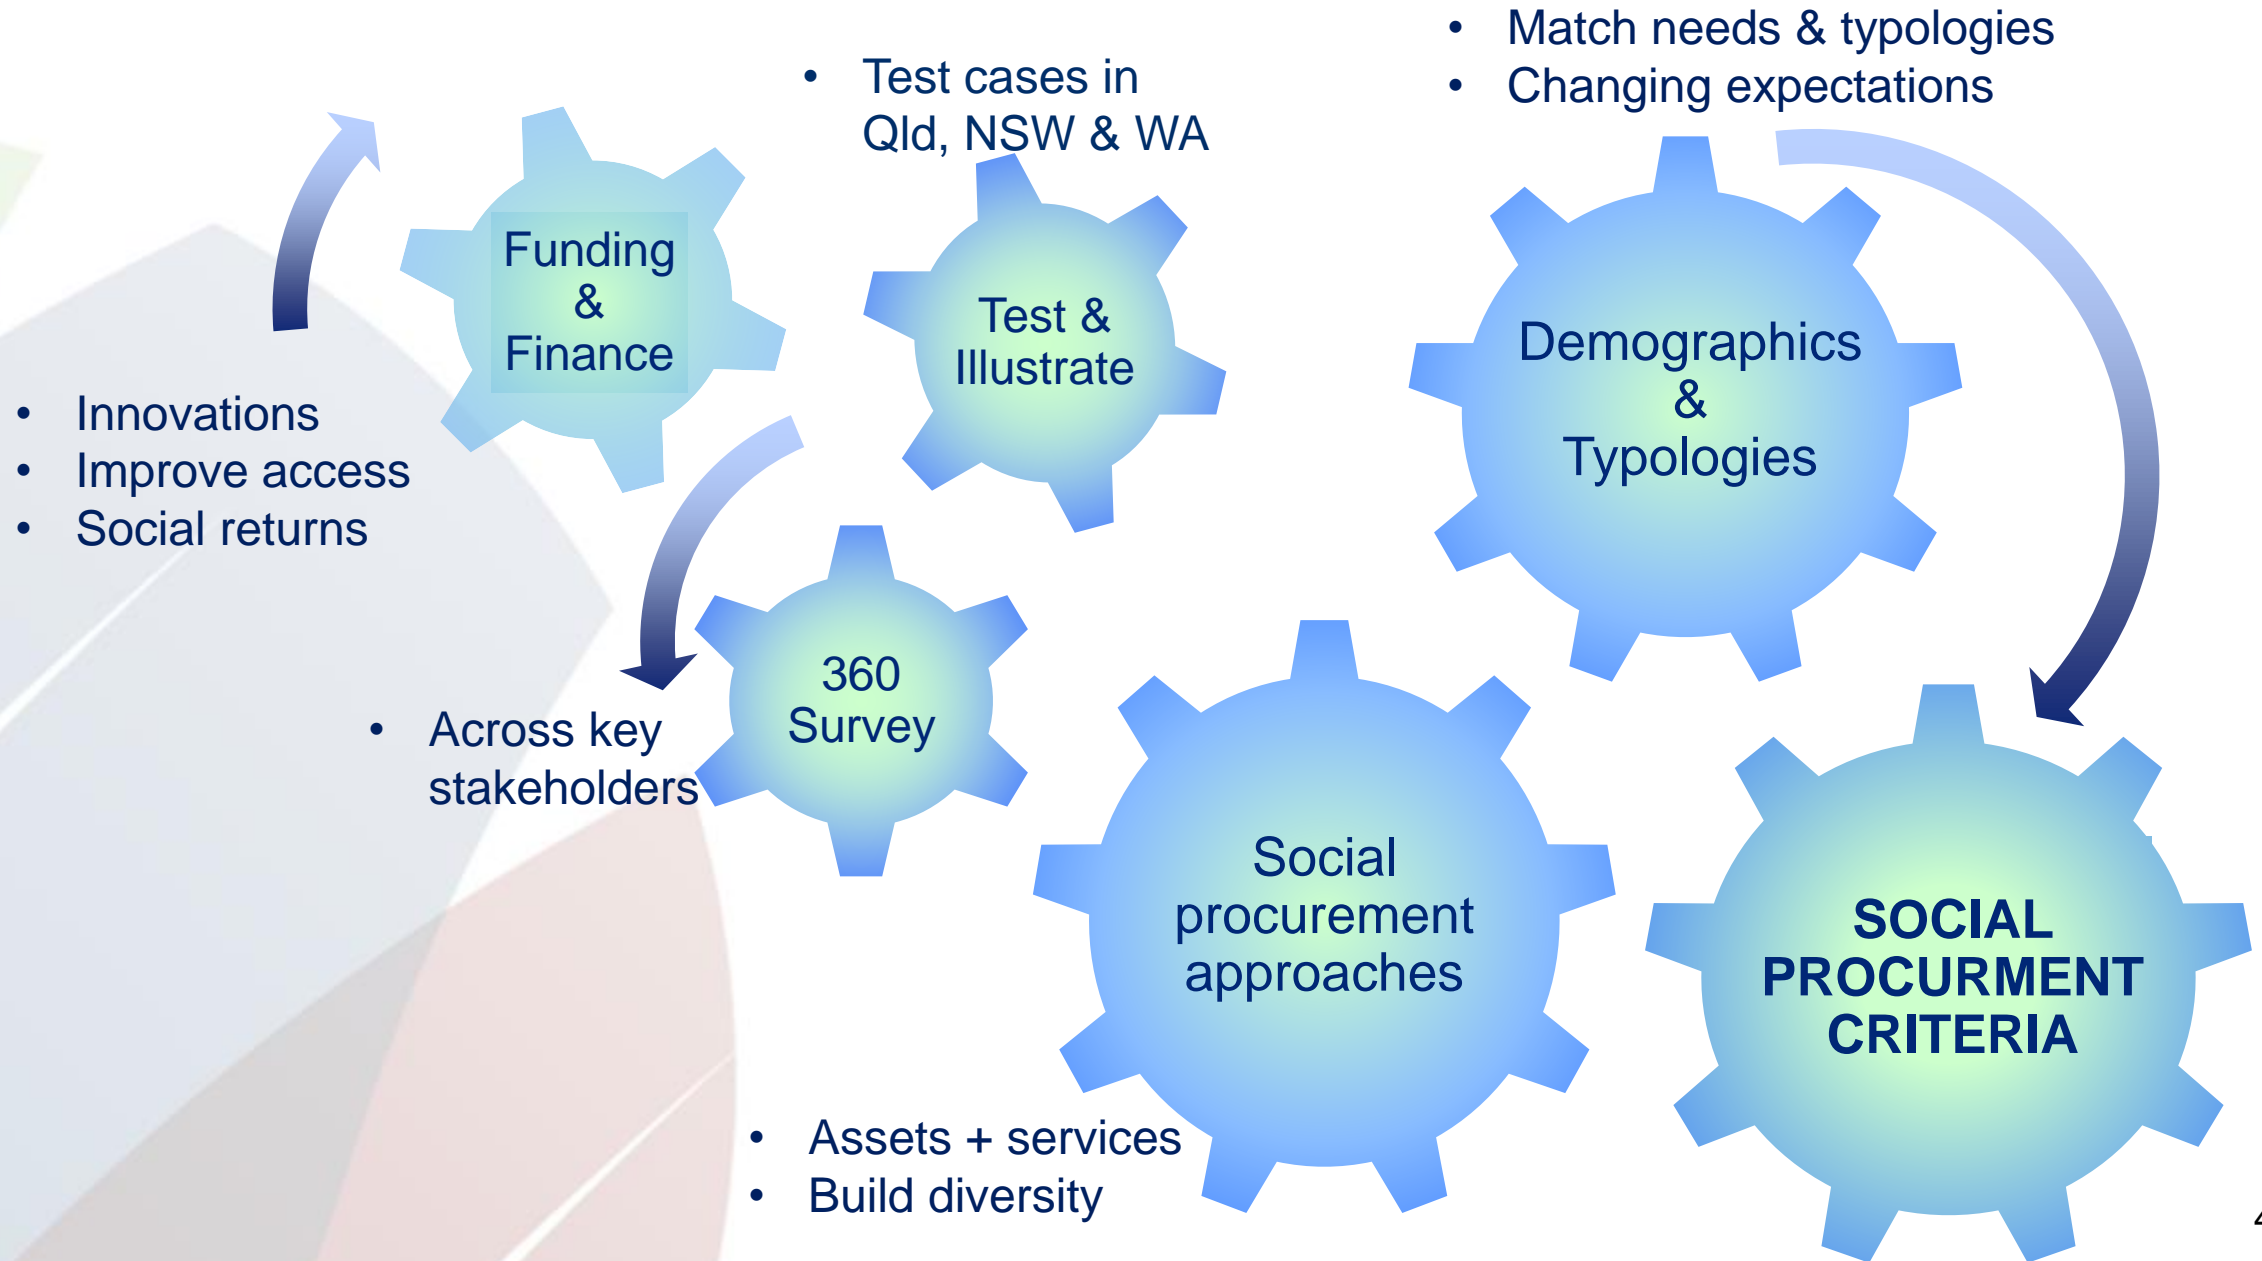 • Match needs & typologies
• Changing expectations
• Test cases in
Qld, NSW & WA
Funding
&
Finance
Test &
Illustrate
Demographics
&
Typologies
• Innovations
• Improve access
• Social returns
360
Survey
• Across key
stakeholders
Social
procurement
approaches
SOCIAL
PROCURMENT
CRITERIA
• Assets + services
• Build diversity